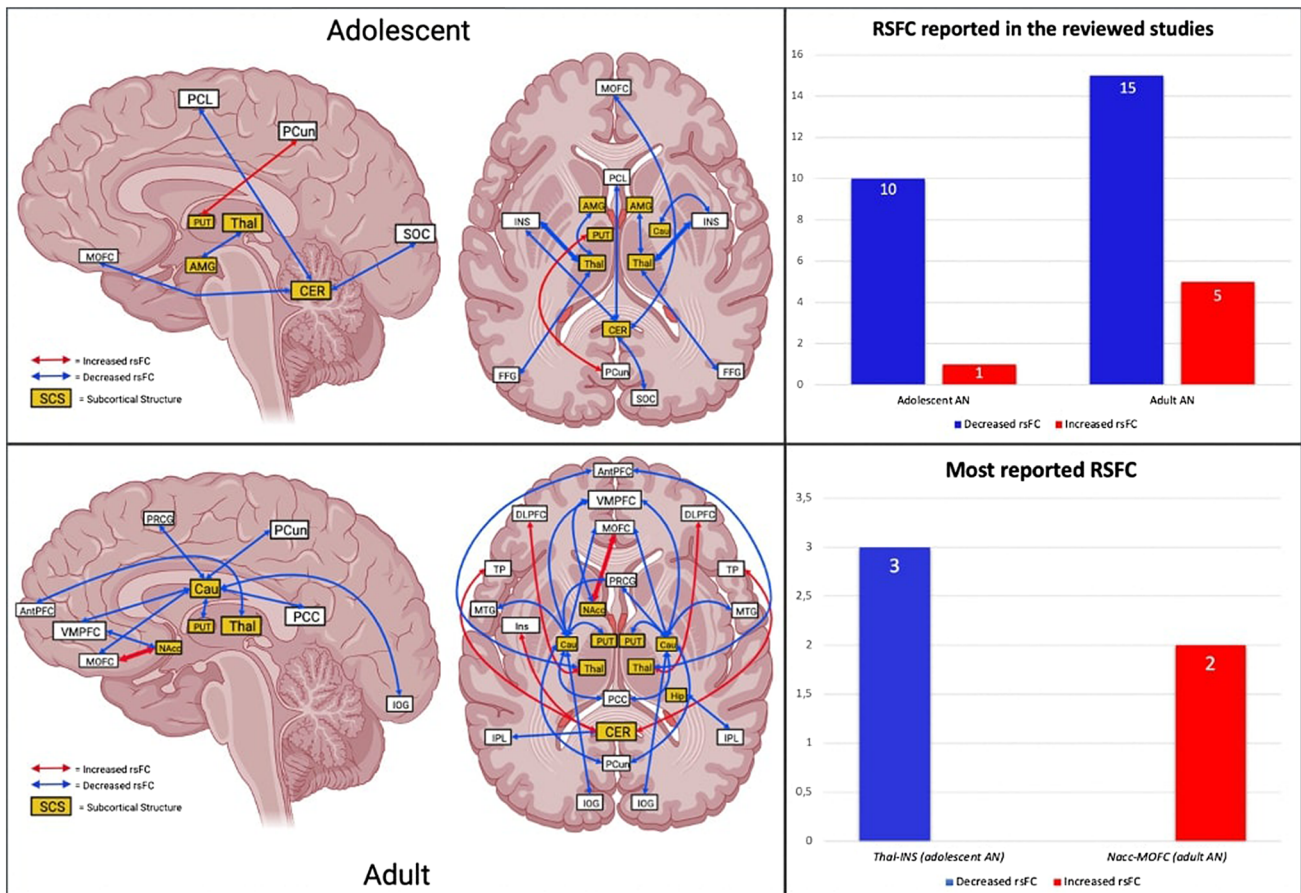 Adolescent
PCL
PCun
PUT
Thal
SOC
MOFC
AMG
CER
= Increased rsFC
= Decreased rsFC
SCS = Subcortical Structure
MOFC
PCL
AMG AMG
INS Cau INS
PUT
Thal Thal
CER
FFG PCun FFG
SOC
RSFC reported in the reviewed studies
16
14
12
10
8
6
4
2
0
10
1
15
5
Adolescent AN Adult AN
Decreased rsFC Increased rsFC
PRCG
PCun
Cau
AntPFC
PUT Thal PCC
VMPFC
NAcc
MOFC
IOG
= Increased rsFC
= Decreased rsFC
SCS = Subcortical Structure
Adult
AntPFC
VMPFC
DLPFC DLPFC
MOFC
TP TP
PRCG
MTG NAcc MTG
Ins
Cau PUT PUT Cau
Thal Thal
PCC Hip
CER
IPL IPL
PCun
IOG IOG
Most reported RSFC
3,5
3
2,5
2
1,5
1
0,5
0
3
2
Thal-INS (adolescent AN) Nacc-MOFC (adult AN)
Decreased rsFC Increased rsFC